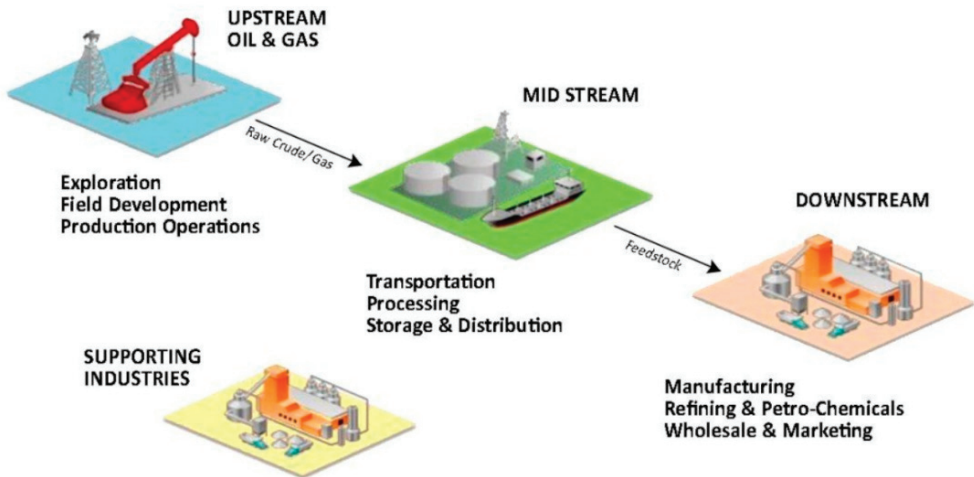 UPSTREAM
OIL & GAS
Raw Crude/Gas
Exploration
Field Development
Production Operations
MID STREAM
Feedstock
Transportation
Processing
Storage & Distribution
DOWNSTREAM
Manufacturing
Refining & Petro-Chemicals
Wholesale & Marketing
SUPPORTING
INDUSTRIES